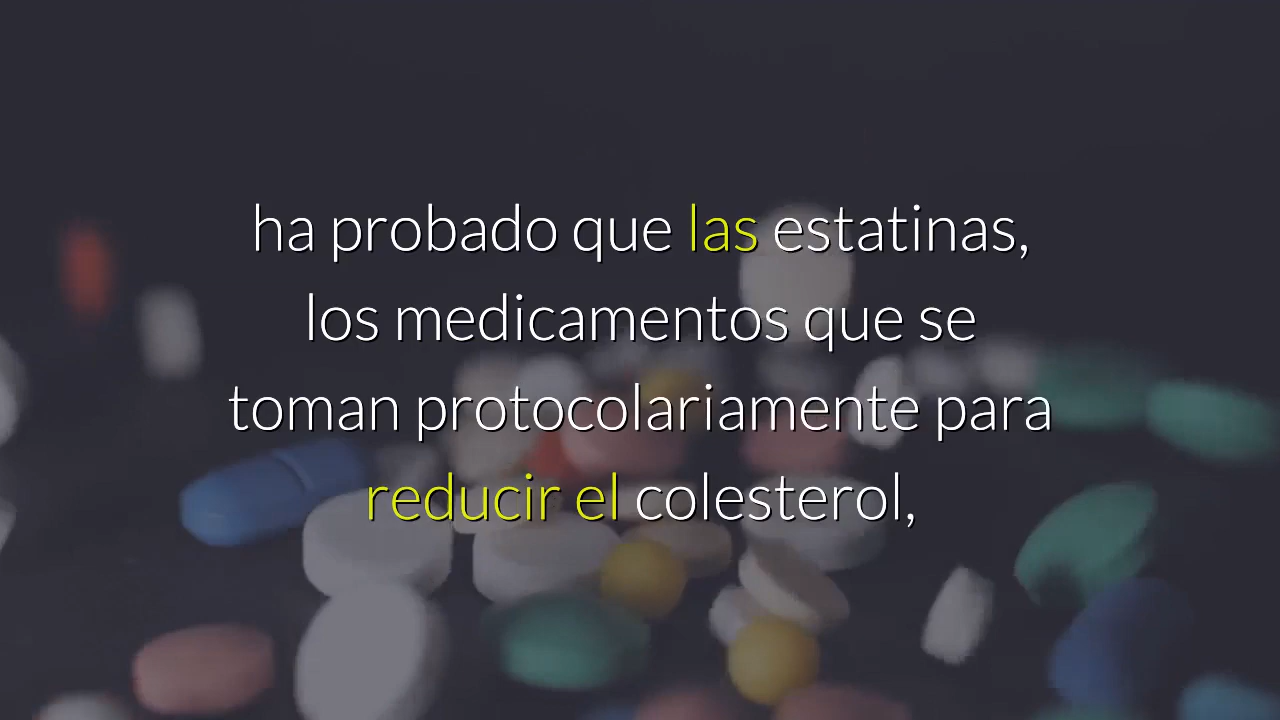 ha probado que las estatinas,
los medicamentos que se
toman protocolariamente para
reducir el colesterol,